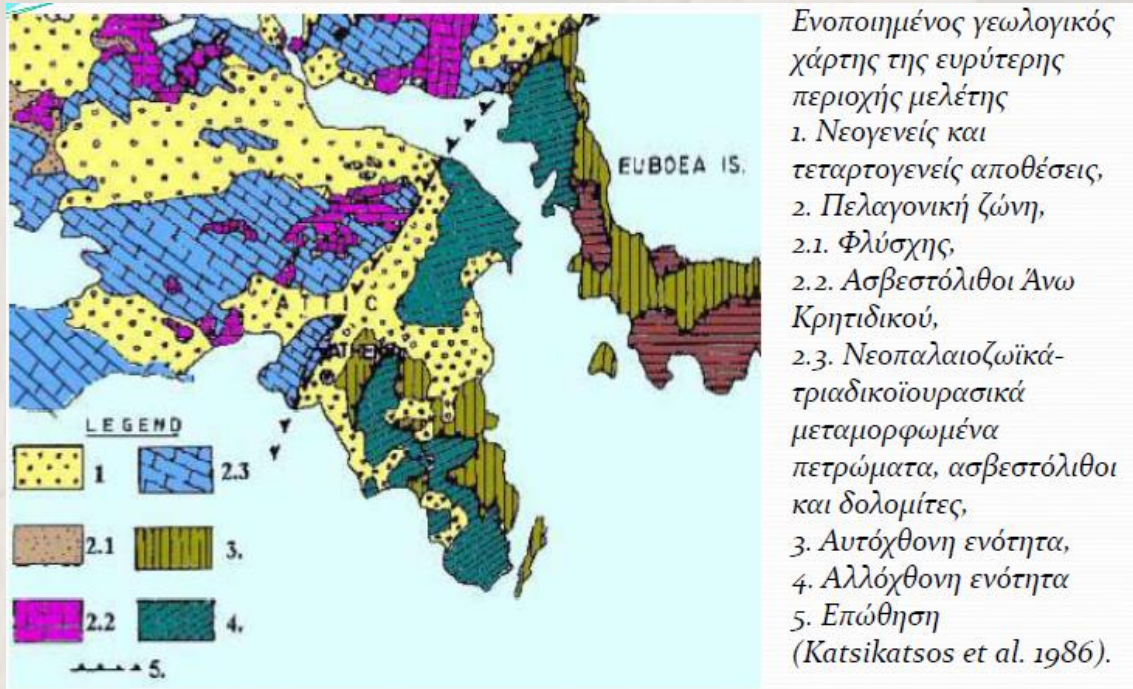 Ενοποιημένος γεωλογικός
χάρτης της ευρύτερης
περιοχής μελέτης
1. Νεογενείς και
τεταρτογενείς αποθέσεις,
2. Πελαγονική ζώνη,
2.1. Φλύσχης,
2.2. Ασβεστόλιθοι Άνω
Κρητιδικού,
2.3. Νεοπαλαιοζωϊκά-
τριαδικοϊουρασικά
μεταμορφωμένα
πετρώματα, ασβεστόλιθοι
και δολομίτες,
3. Αυτόχθονη ενότητα,
4. Αλλόχθονη ενότητα
5. Επώθηση
(Katsikatsos et al. 1986).
EUBOEA IS.
ATTIC
LEGEND
1
2.3
2.1
3.
2.2
4.
5.